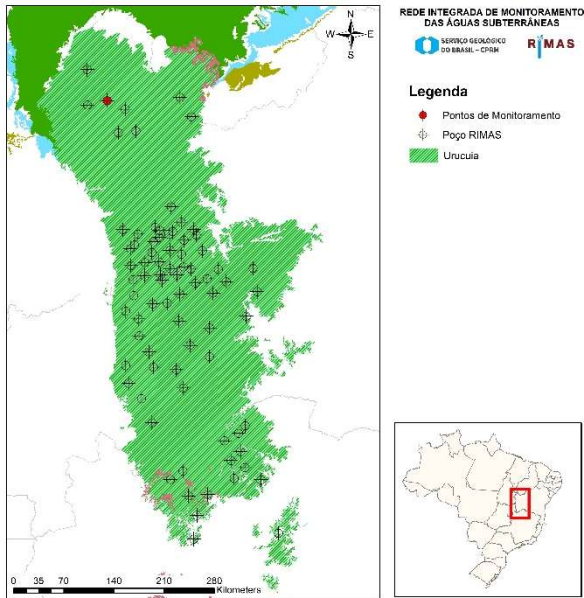 REDE INTEGRADA DE MONITORAMENTO
DAS ÁGUAS SUBTERRÂNEAS
SERVIÇO GEOLÓGICO
DO BRASIL – CPRM
RIMAS
N
W E
S
Legenda
Pontos de Monitoramento
Poço RIMAS
Urucuia
0 35 70 140 210 280
Kilometers